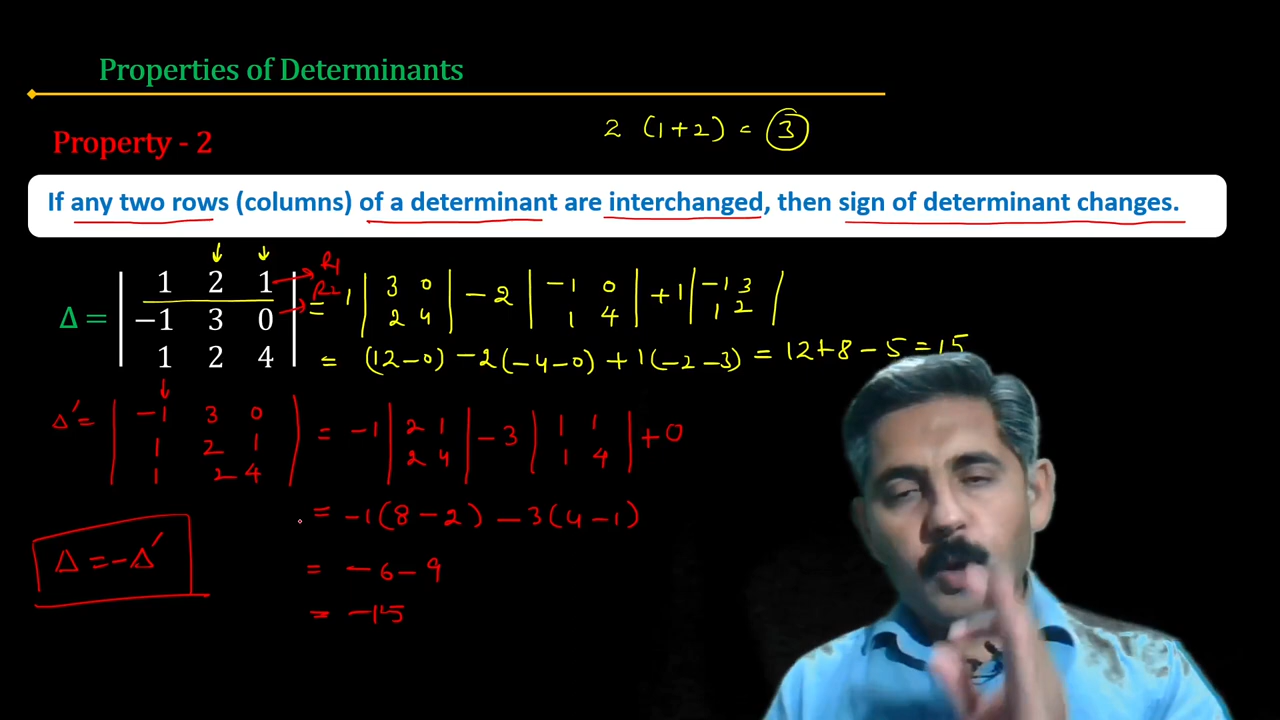 Properties of Determinants
2 (1+2) = 3
Property - 2
If any two rows (columns) of a determinant are interchanged, then sign of determinant changes.
Δ = | 1 2 1 | → R1 = 1 | 3 0 | - 2 | -1 0 | + 1 | -1 3 |
| -1 3 0 | → R2 | 2 4 | | 1 4 | | 1 2 |
| 1 2 4 | = (12-0) -2(-4-0) + 1(-2-3) = 12+8-5=15
Δ' = | -1 3 0 | = -1 | 2 1 | - 3 | 1 1 | + 0
| 1 2 1 | | 2 4 | | 1 4 |
| 1 2 4 |
= -1(8-2) - 3(4-1)
Δ = -Δ'
= -6-9
= -15